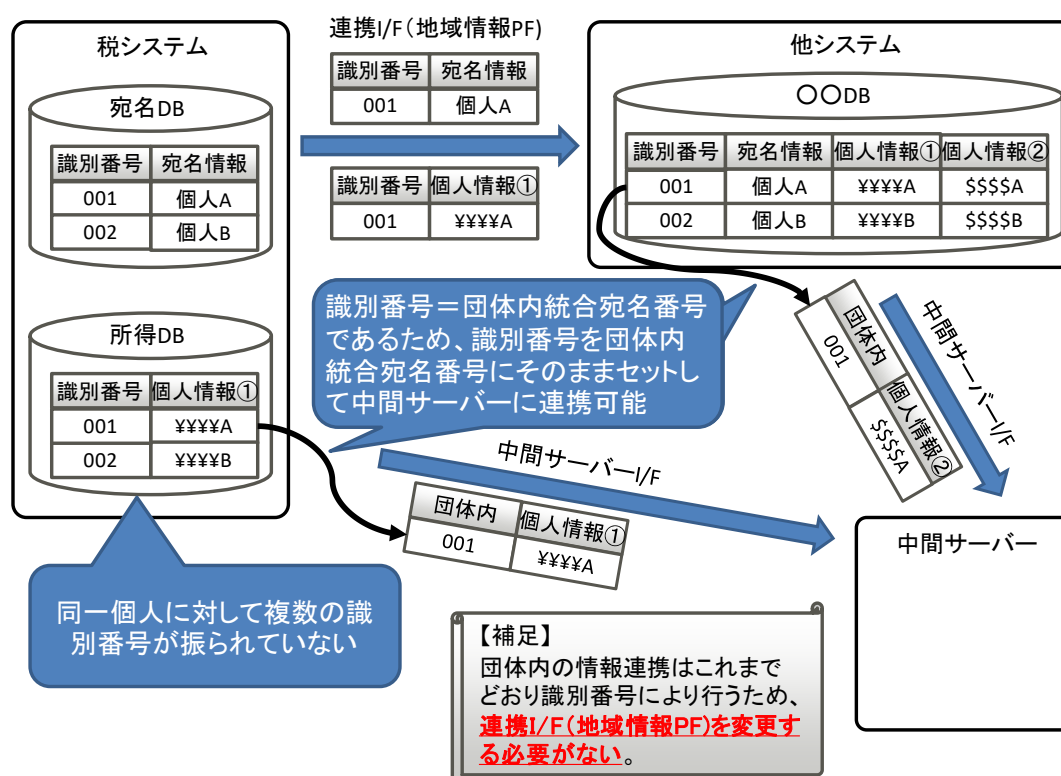 税システム
宛名DB
識別番号 宛名情報
001 個人A
002 個人B
所得DB
識別番号 個人情報①
001 ¥¥¥¥A
002 ¥¥¥¥B
連携I/F(地域情報PF)
識別番号 宛名情報
001 個人A
識別番号 個人情報①
001 ¥¥¥¥A
他システム
〇〇DB
識別番号 宛名情報 個人情報① 個人情報②
001 個人A ¥¥¥¥A $$$$A
002 個人B ¥¥¥¥B $$$$B
識別番号＝団体内統合宛名番号
であるため、識別番号を団体内
統合宛名番号にそのままセットし
て中間サーバーに連携可能
団体内 個人情報②
001 $$$$A
中間サーバーI/F
中間サーバーI/F
団体内 個人情報①
001 ¥¥¥¥A
中間サーバー
同一個人に対して複数の識
別番号が振られていない
【補足】
団体内の情報連携はこれまで
どおり識別番号により行うため、
連携I/F(地域情報PF)を変更す
る必要がない。